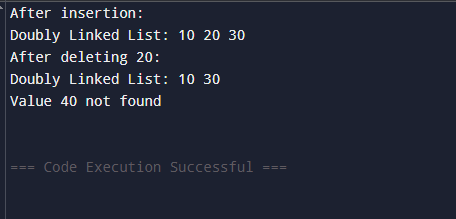 After insertion:
Doubly Linked List: 10 20 30
After deleting 20:
Doubly Linked List: 10 30
Value 40 not found
=== Code Execution Successful ===